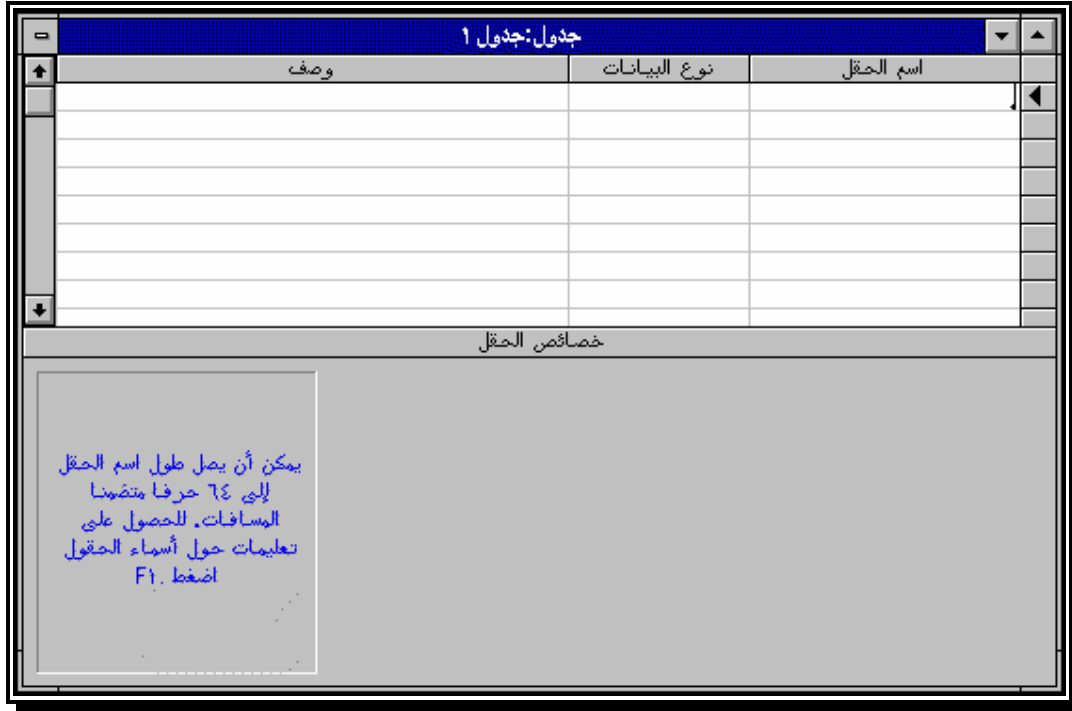 جدول:جدول ١
اسم الحقل
نوع البيانات
وصف
خصائص الحقل
يمكن أن يصل طول اسم الحقل
إلى ٦٤ حرفا متضمنا
المسافات. للحصول على
تعليمات حول أسماء الحقول
اضغط F١.